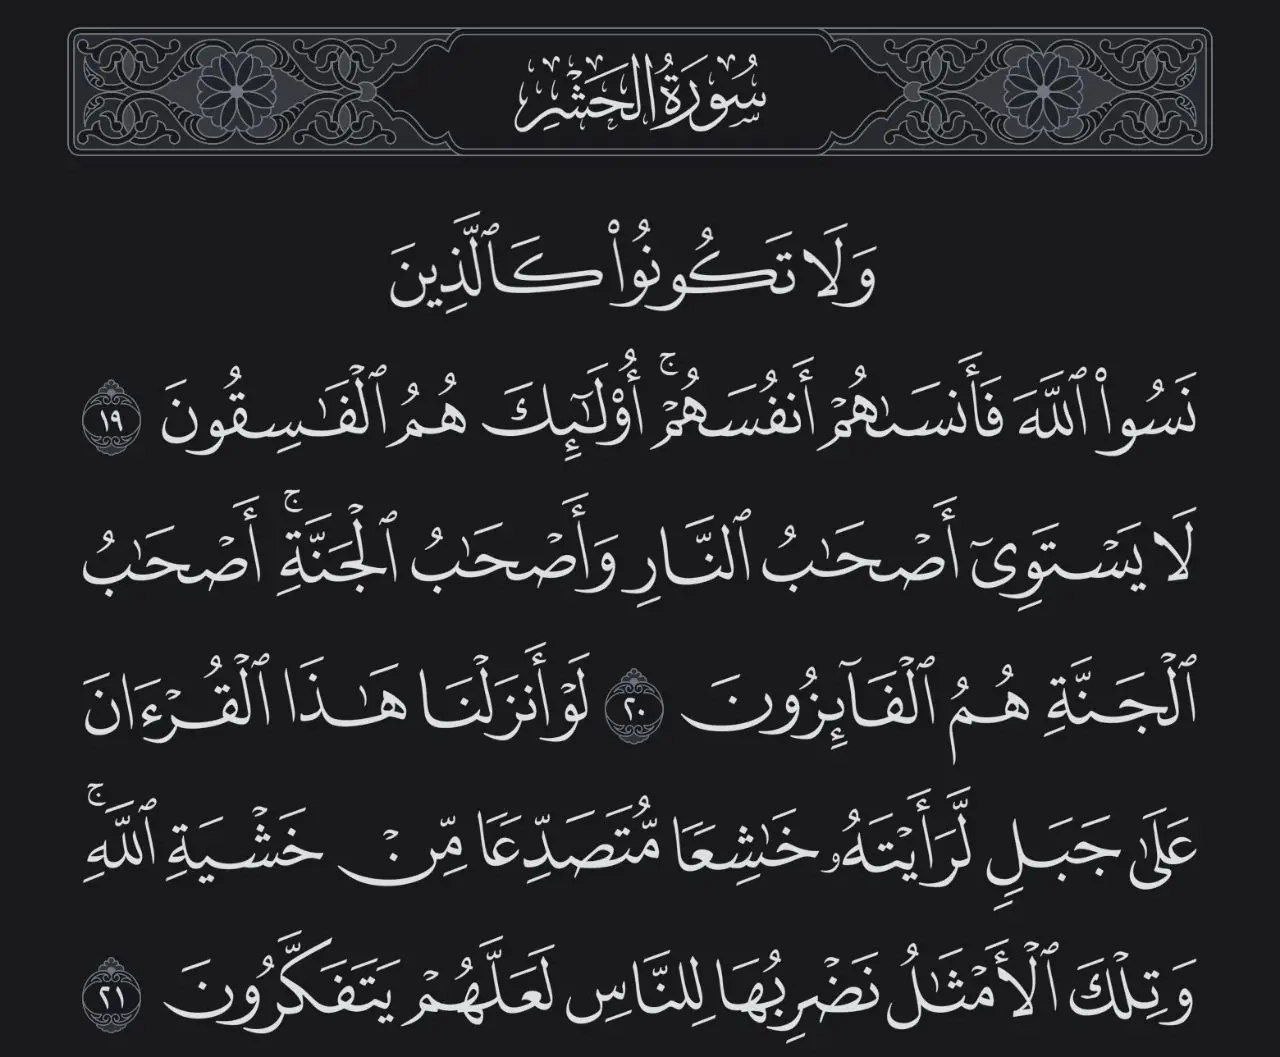 سُورَةُ الحَشْرِ
وَلَا تَكُونُوا۟ كَٱلَّذِينَ
نَسُوا۟ ٱللَّهَ فَأَنسَىٰهُمْ أَنفُسَهُمْ ۚ أُو۟لَـٰٓئِكَ هُمُ ٱلْفَـٰسِقُونَ ١٩
لَا يَسْتَوِىٓ أَصْحَـٰبُ ٱلنَّارِ وَأَصْحَـٰبُ ٱلْجَنَّةِ ۚ أَصْحَـٰبُ
ٱلْجَنَّةِ هُمُ ٱلْفَآئِزُونَ ٢٠ لَوْ أَنزَلْنَا هَـٰذَا ٱلْقُرْءَانَ
عَلَىٰ جَبَلٍ لَّرَأَيْتَهُۥ خَـٰشِعًا مُّتَصَدِّعًا مِّنْ خَشْيَةِ ٱللَّهِ ۚ
وَتِلْكَ ٱلْأَمْثَـٰلُ نَضْرِبُهَا لِلنَّاسِ لَعَلَّهُمْ يَتَفَكَّرُونَ ٢١